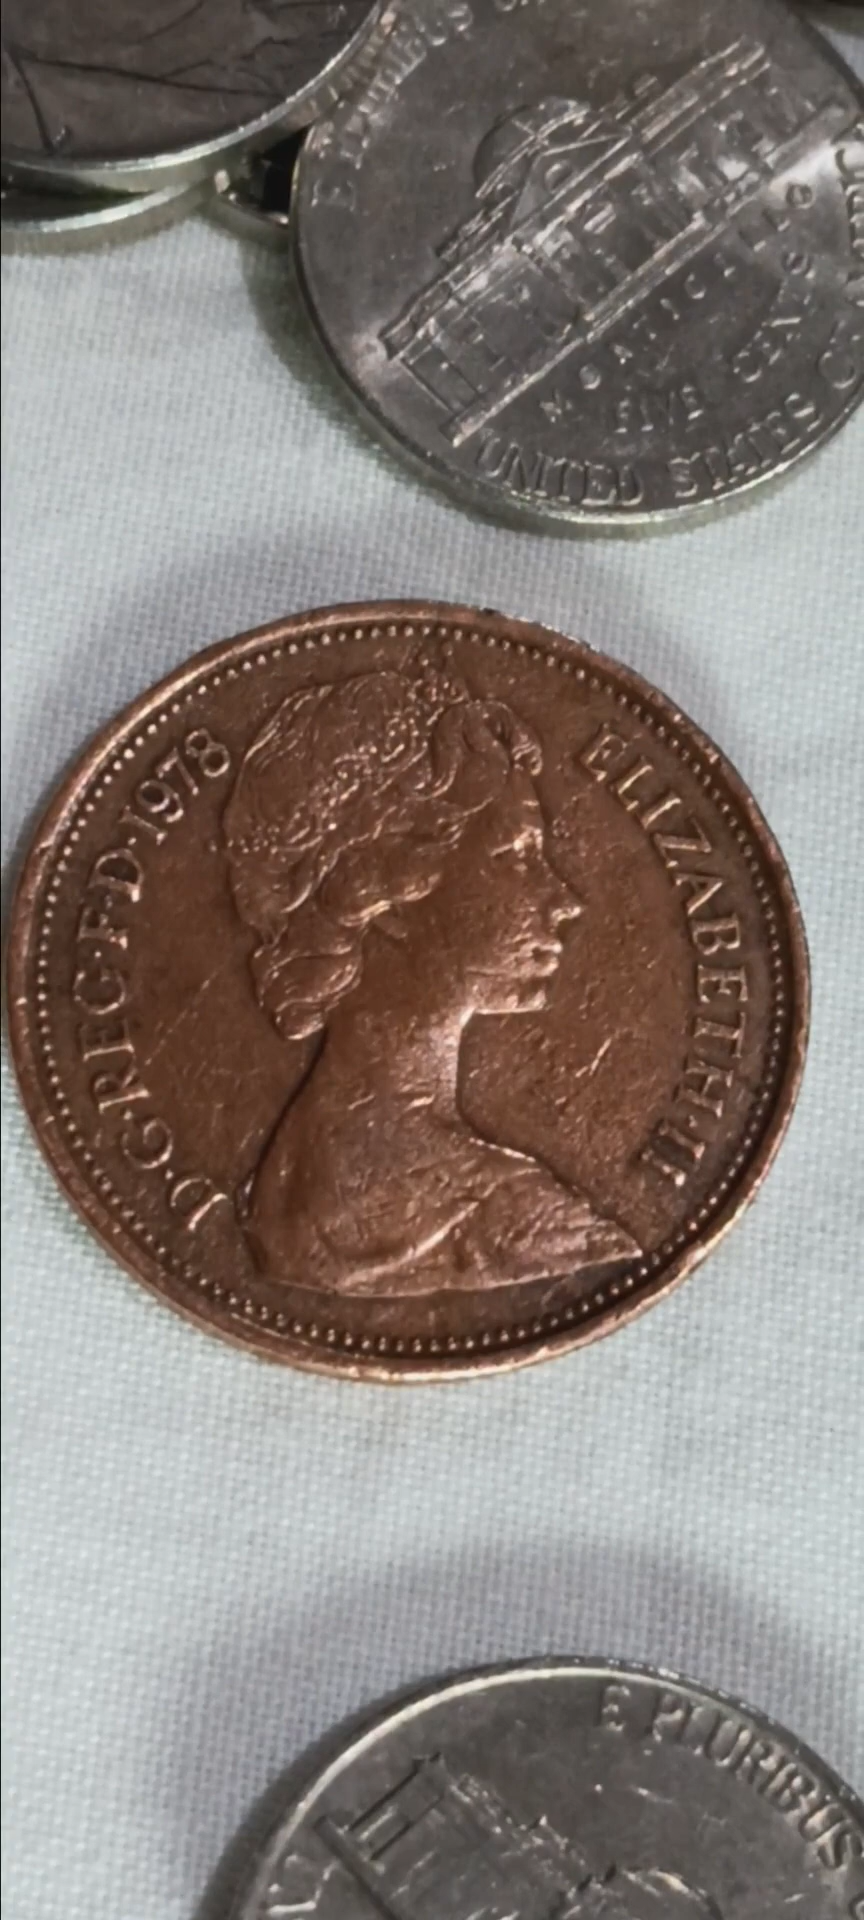 E PLURIBUS
MONTICELLO
FIVE CENTS
UNITED STATES
D·G·REG·F·D·1978
ELIZABETH·II
E PLURIBUS